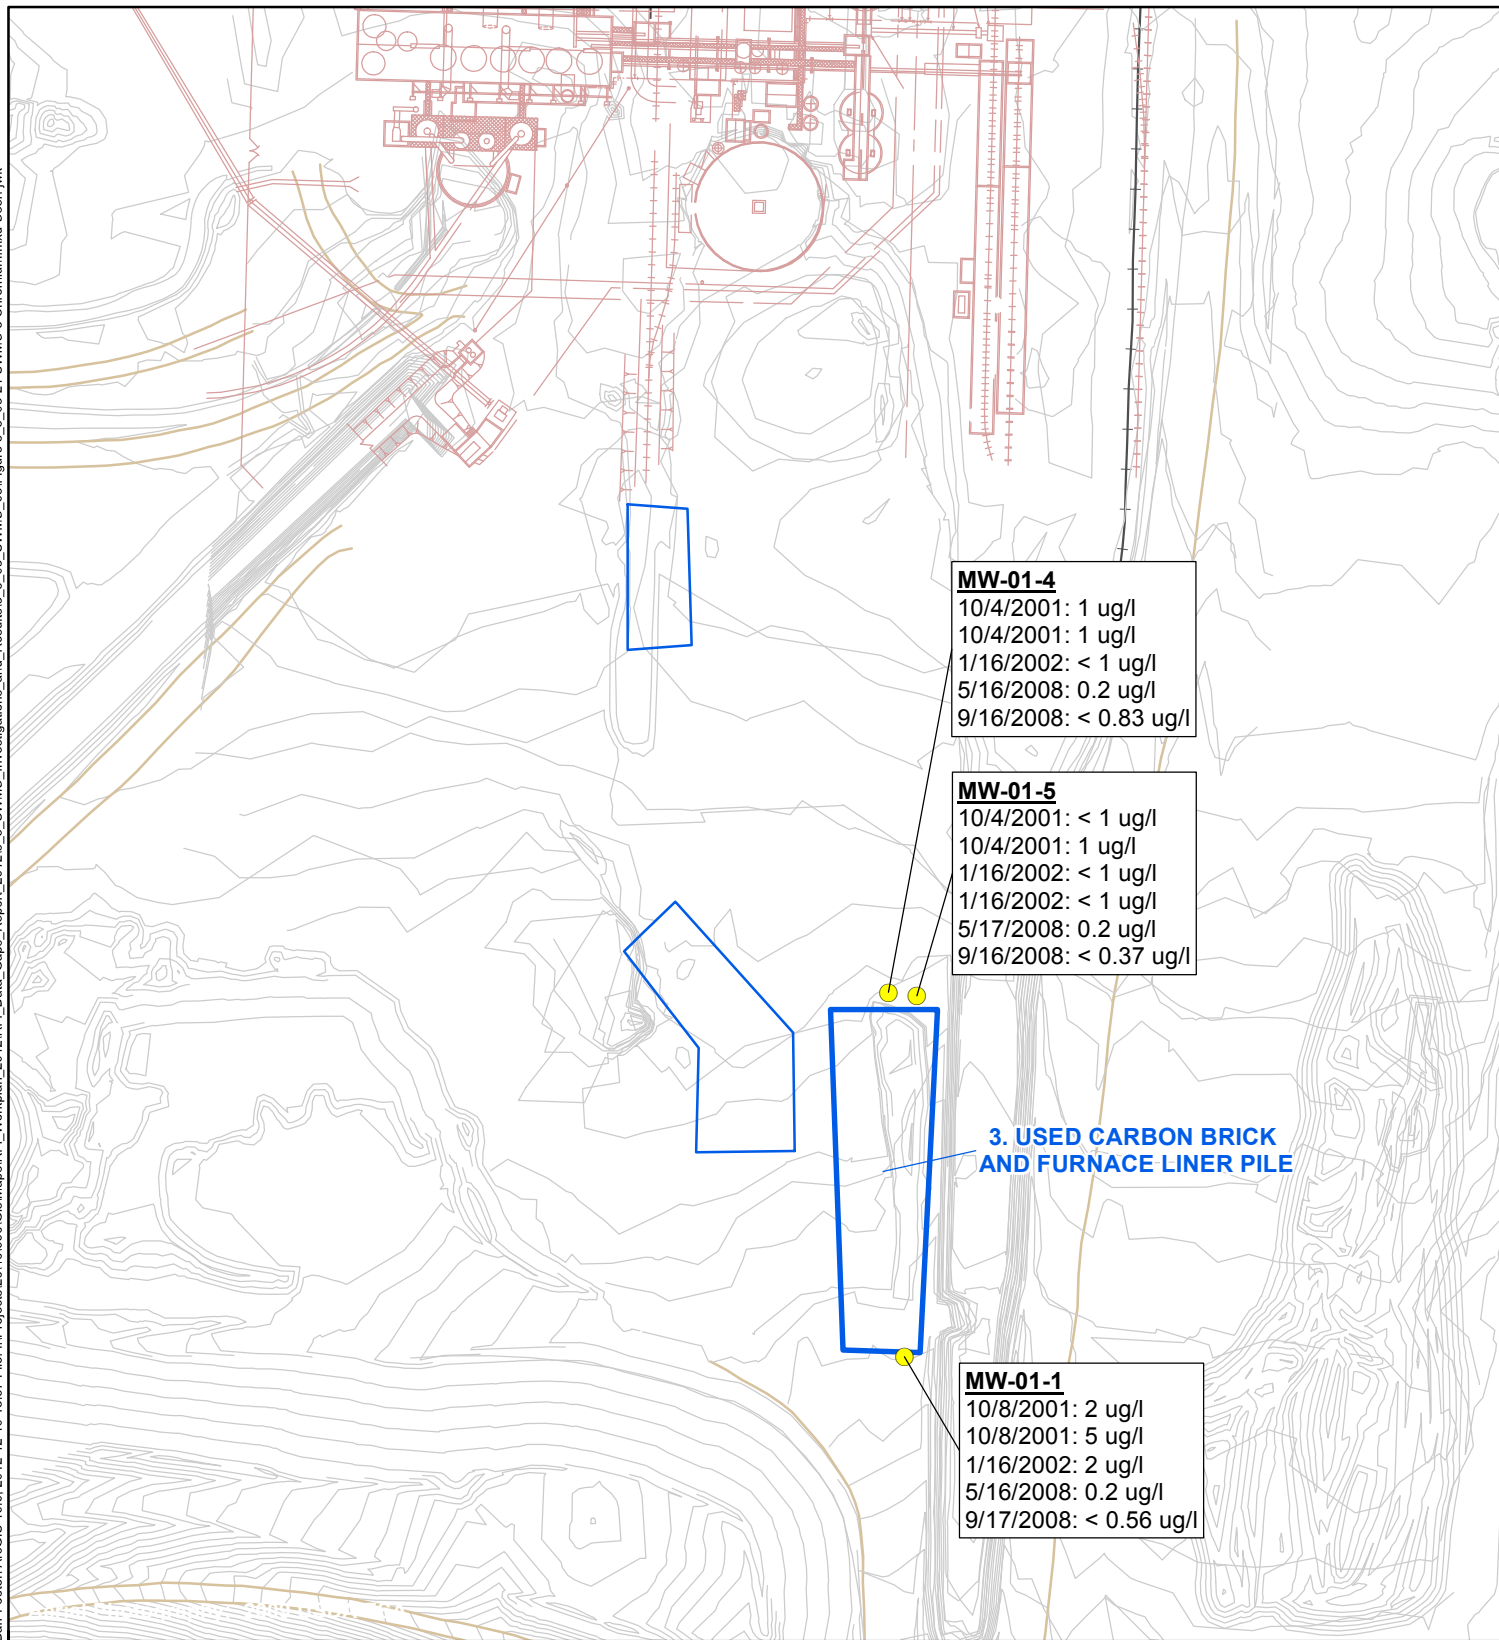 MW-01-4
10/4/2001: 1 ug/l
10/4/2001: 1 ug/l
1/16/2002: < 1 ug/l
5/16/2008: 0.2 ug/l
9/16/2008: < 0.83 ug/l
MW-01-5
10/4/2001: < 1 ug/l
10/4/2001: 1 ug/l
1/16/2002: < 1 ug/l
1/16/2002: < 1 ug/l
5/17/2008: 0.2 ug/l
9/16/2008: < 0.37 ug/l
3. USED CARBON BRICK
AND FURNACE LINER PILE
MW-01-1
10/8/2001: 2 ug/l
10/8/2001: 5 ug/l
1/16/2002: 2 ug/l
5/16/2008: 0.2 ug/l
9/17/2008: < 0.56 ug/l